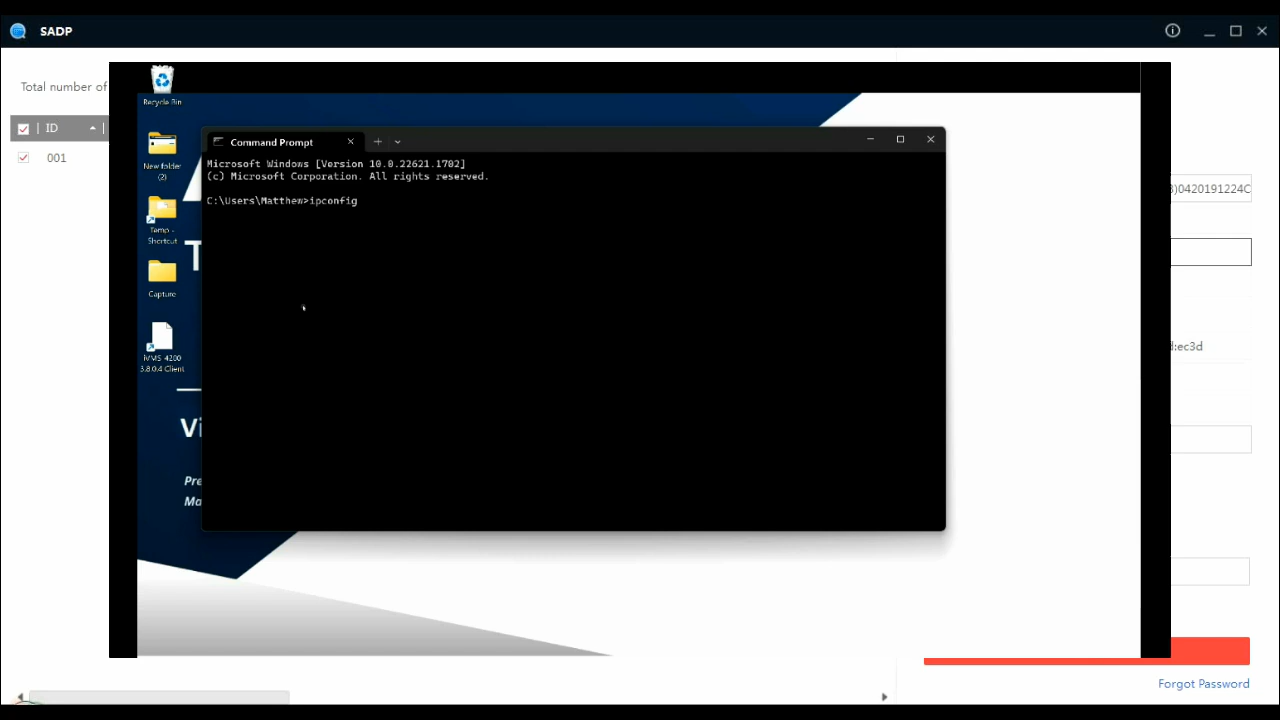 SADP
Total number of
ID
001
Recycle Bin
New folder
(2)
Temp -
Shortcut
Capture
iVMS-4200
3.8.0.4 Client
T
Vi
Pre
Ma
Command Prompt
Microsoft Windows [Version 10.0.22621.1702]
(c) Microsoft Corporation. All rights reserved.
C:\Users\Matthew>ipconfig
)0420191224C
d:ec3d
Forgot Password